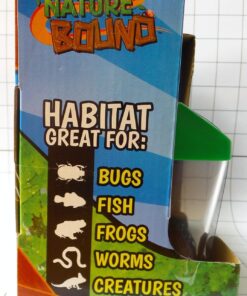 NATURE
BOUND
HABITAT
GREAT FOR:
BUGS
FISH
FROGS
WORMS
CREATURES